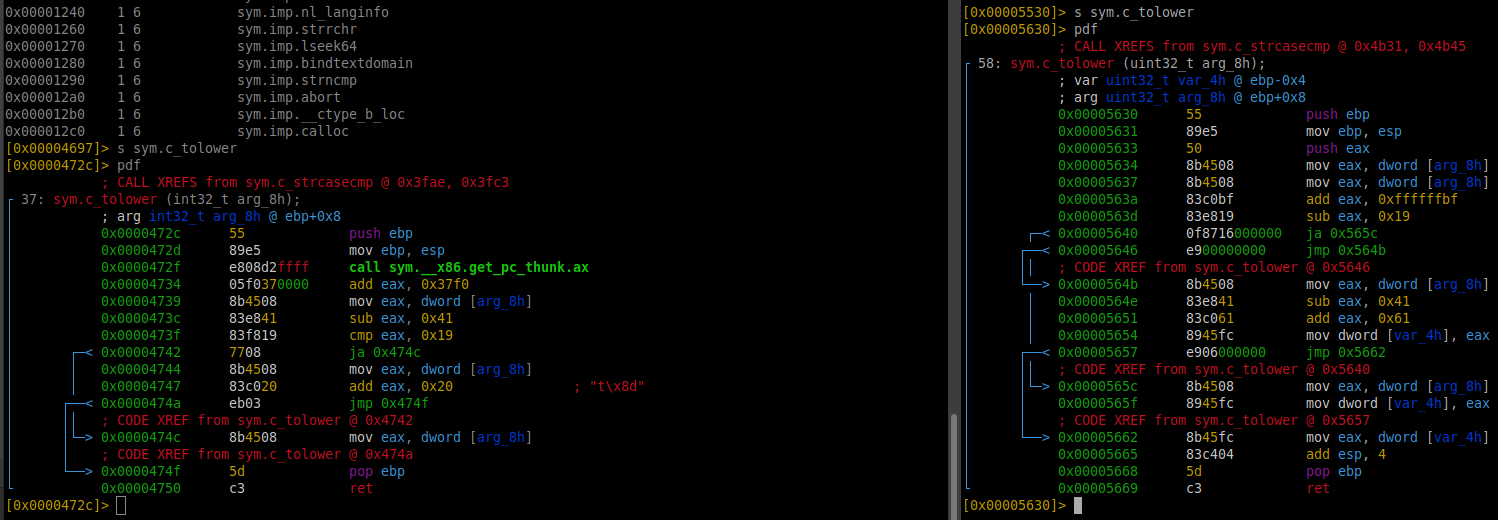 0x00001240    1 6            sym.imp.nl_langinfo
0x00001260    1 6            sym.imp.strrchr
0x00001270    1 6            sym.imp.lseek64
0x00001280    1 6            sym.imp.bindtextdomain
0x00001290    1 6            sym.imp.strncmp
0x000012a0    1 6            sym.imp.abort
0x000012b0    1 6            sym.imp.__ctype_b_loc
0x000012c0    1 6            sym.imp.calloc
[0x00004697]> s sym.c_tolower
[0x0000472c]> pdf
; CALL XREFS from sym.c_strcasecmp @ 0x3fae, 0x3fc3
37: sym.c_tolower (int32_t arg_8h);
; arg int32_t arg_8h @ ebp+0x8
0x0000472c      55             push ebp
0x0000472d      89e5           mov ebp, esp
0x0000472f      e808d2ffff     call sym.__x86.get_pc_thunk.ax
0x00004734      05f0370000     add eax, 0x37f0
0x00004739      8b4508         mov eax, dword [arg_8h]
0x0000473c      83e841         sub eax, 0x41
0x0000473f      83f819         cmp eax, 0x19
0x00004742      7708           ja 0x474c
0x00004744      8b4508         mov eax, dword [arg_8h]
0x00004747      83c020         add eax, 0x20               ; "t\x8d"
0x0000474a      eb03           jmp 0x474f
; CODE XREF from sym.c_tolower @ 0x4742
0x0000474c      8b4508         mov eax, dword [arg_8h]
; CODE XREF from sym.c_tolower @ 0x474a
0x0000474f      5d             pop ebp
0x00004750      c3             ret
[0x0000472c]>
[0x00005530]> s sym.c_tolower
[0x00005630]> pdf
; CALL XREFS from sym.c_strcasecmp @ 0x4b31, 0x4b45
58: sym.c_tolower (uint32_t arg_8h);
; var uint32_t var_4h @ ebp-0x4
; arg uint32_t arg_8h @ ebp+0x8
0x00005630      55             push ebp
0x00005631      89e5           mov ebp, esp
0x00005633      50             push eax
0x00005634      8b4508         mov eax, dword [arg_8h]
0x00005637      8b4508         mov eax, dword [arg_8h]
0x0000563a      83c0bf         add eax, 0xffffffbf
0x0000563d      83e819         sub eax, 0x19
0x00005640      0f8716000000   ja 0x565c
0x00005646      e900000000     jmp 0x564b
; CODE XREF from sym.c_tolower @ 0x5646
0x0000564b      8b4508         mov eax, dword [arg_8h]
0x0000564e      83e841         sub eax, 0x41
0x00005651      83c061         add eax, 0x61
0x00005654      8945fc         mov dword [var_4h], eax
0x00005657      e906000000     jmp 0x5662
; CODE XREF from sym.c_tolower @ 0x5640
0x0000565c      8b4508         mov eax, dword [arg_8h]
0x0000565f      8945fc         mov dword [var_4h], eax
; CODE XREF from sym.c_tolower @ 0x5657
0x00005662      8b45fc         mov eax, dword [var_4h]
0x00005665      83c404         add esp, 4
0x00005668      5d             pop ebp
0x00005669      c3             ret
[0x00005630]>